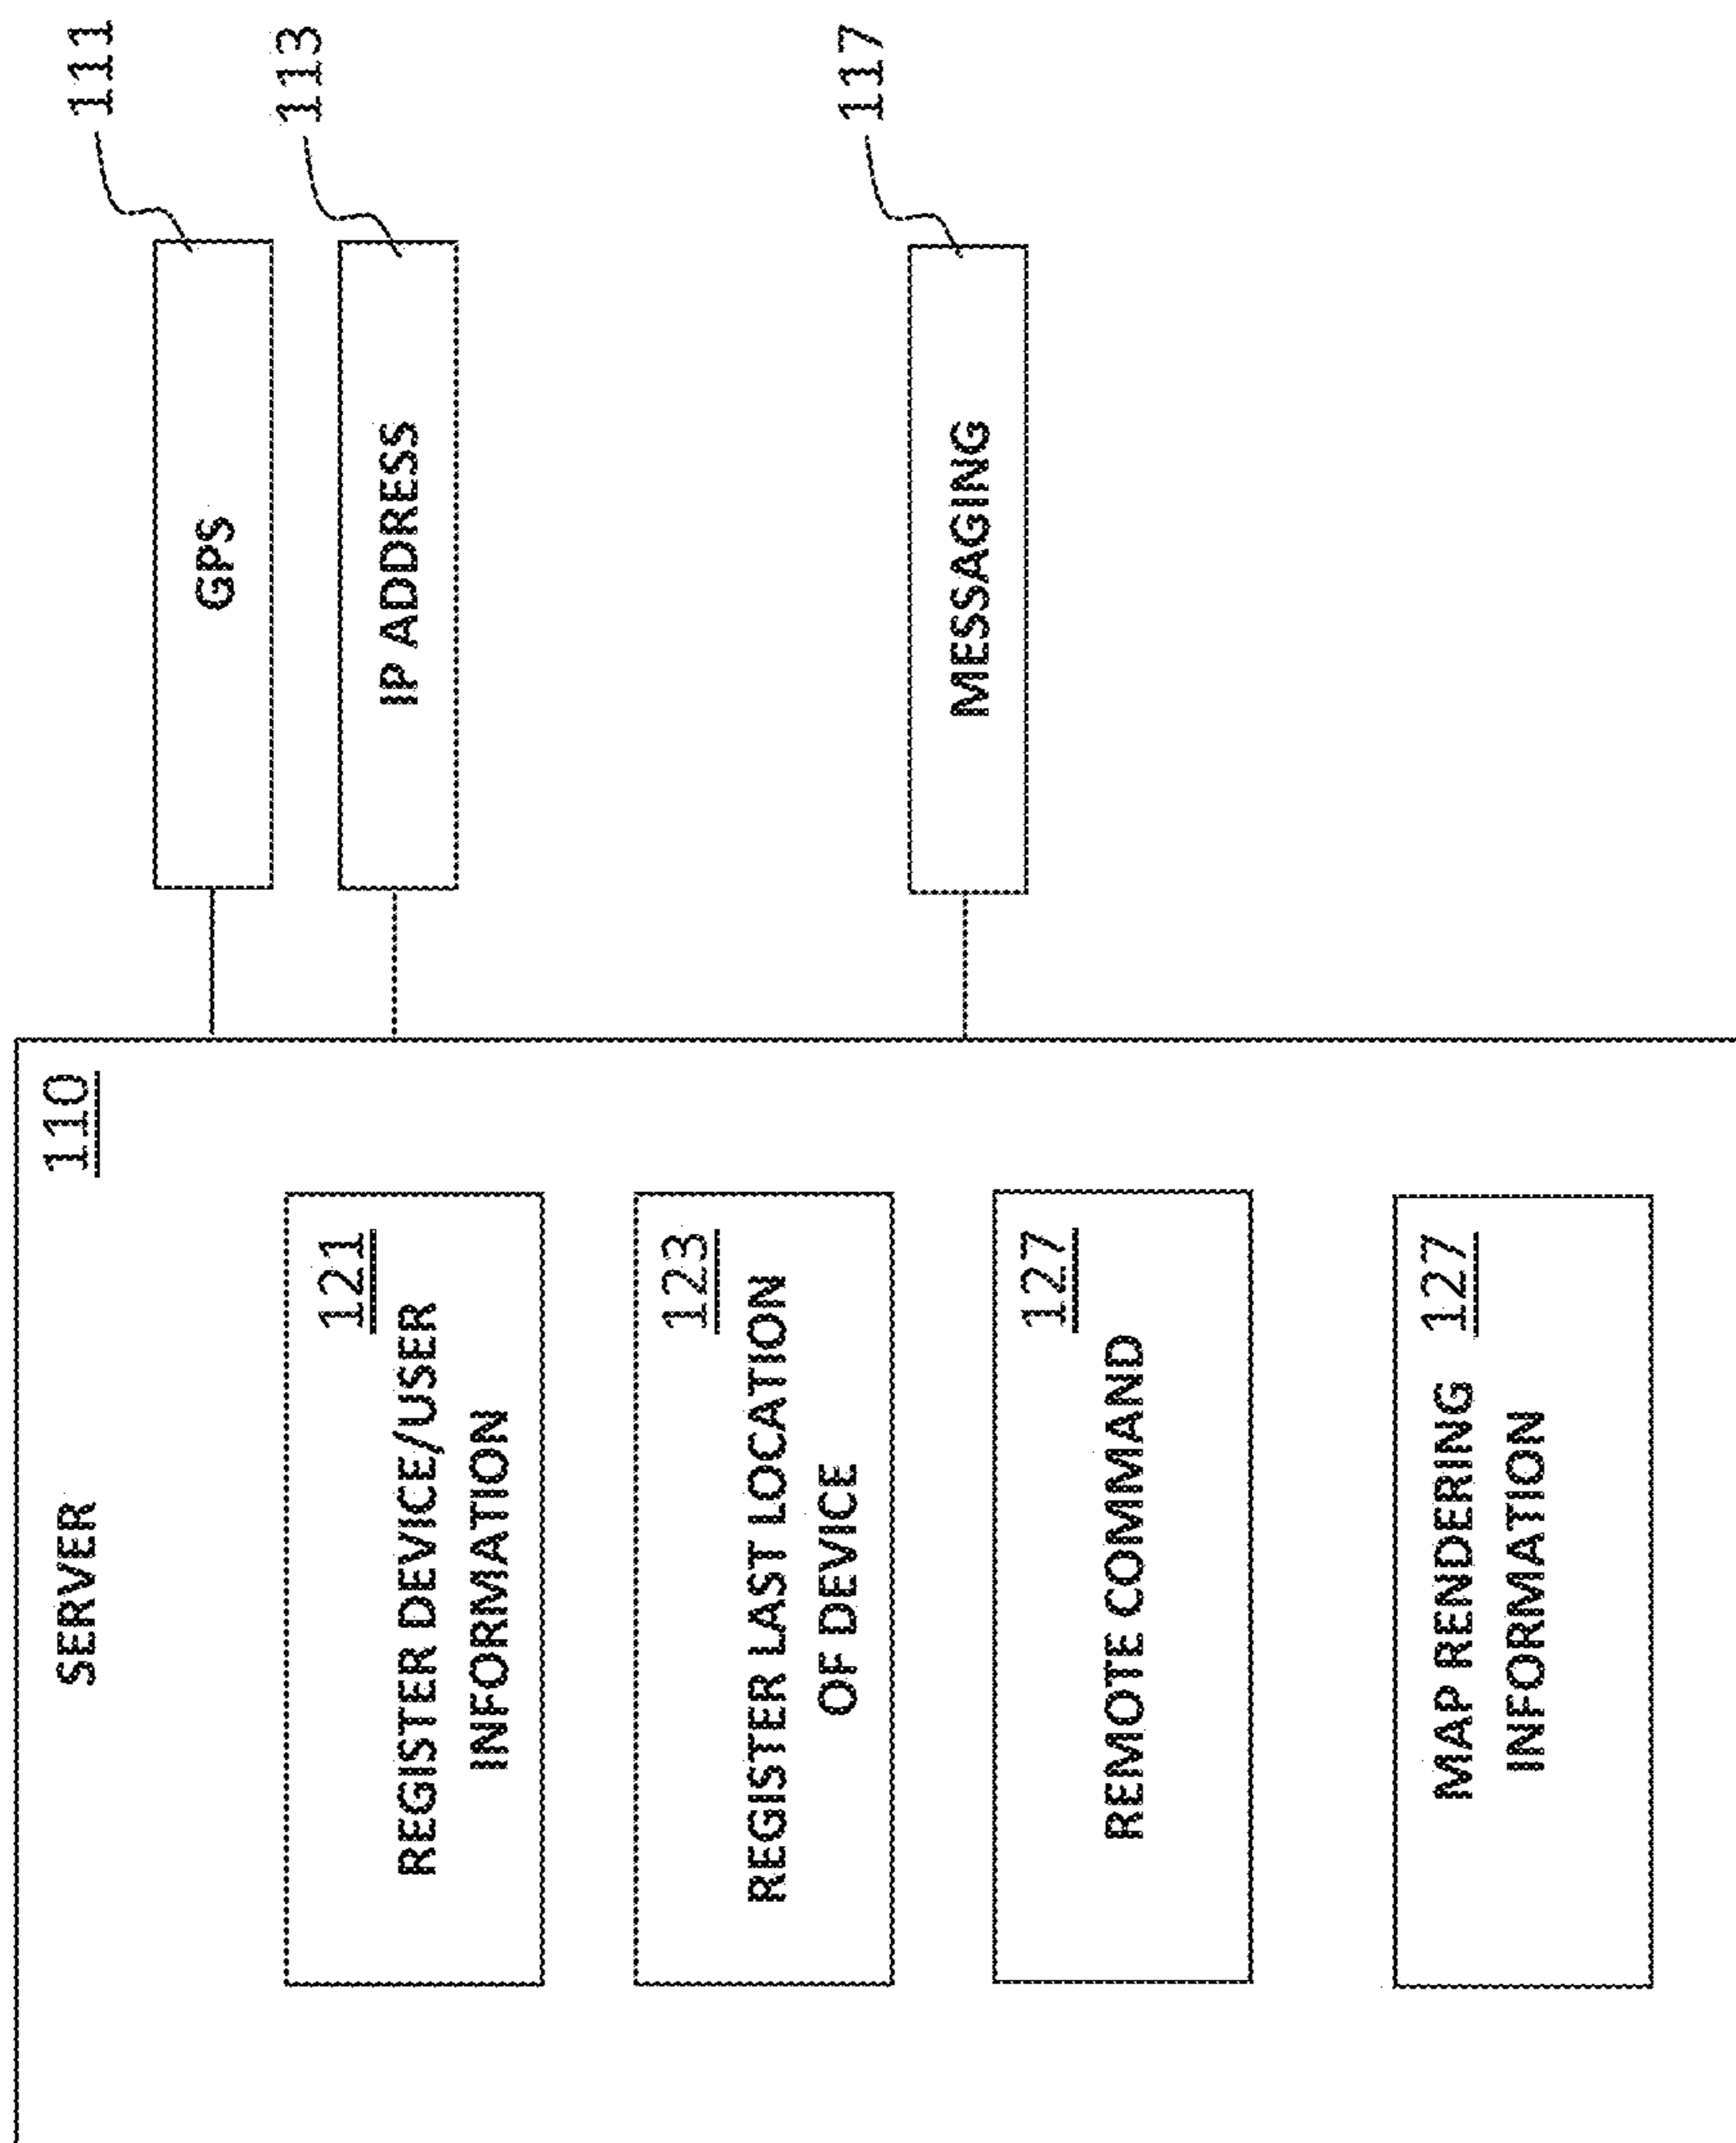 SERVER
110
121
REGISTER DEVICE/USER
INFORMATION
123
REGISTER LAST LOCATION
OF DEVICE
127
REMOTE COMMAND
127
MAP RENDERING
INFORMATION
111
GPS
113
IP ADDRESS
117
MESSAGING